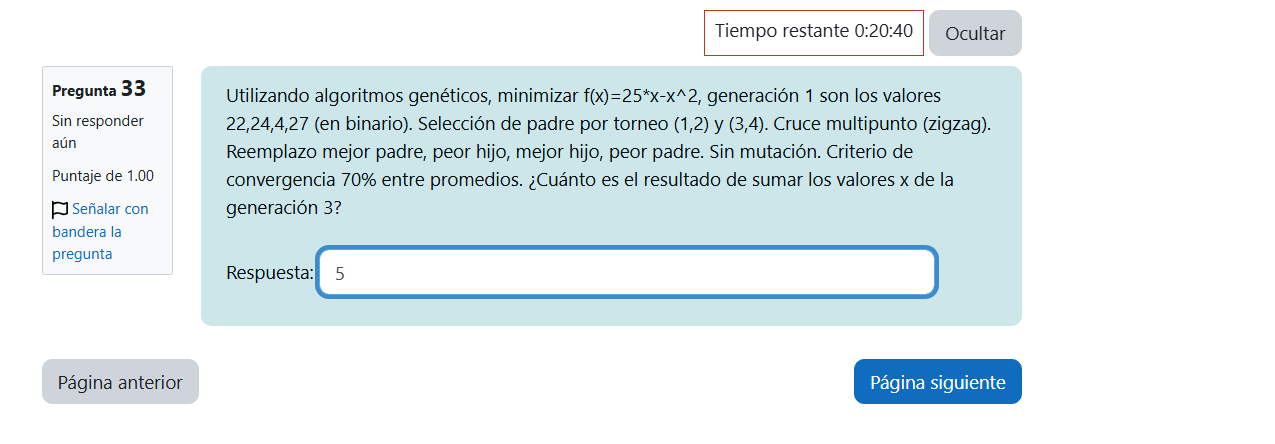 Tiempo restante 0:20:40
Ocultar
Pregunta 33
Sin responder
aún
Puntaje de 1.00
Señalar con
bandera la
pregunta
Utilizando algoritmos genéticos, minimizar f(x)=25*x-x^2, generación 1 son los valores
22,24,4,27 (en binario). Selección de padre por torneo (1,2) y (3,4). Cruce multipunto (zigzag).
Reemplazo mejor padre, peor hijo, mejor hijo, peor padre. Sin mutación. Criterio de
convergencia 70% entre promedios. ¿Cuánto es el resultado de sumar los valores x de la
generación 3?
Respuesta: 5
Página anterior
Página siguiente